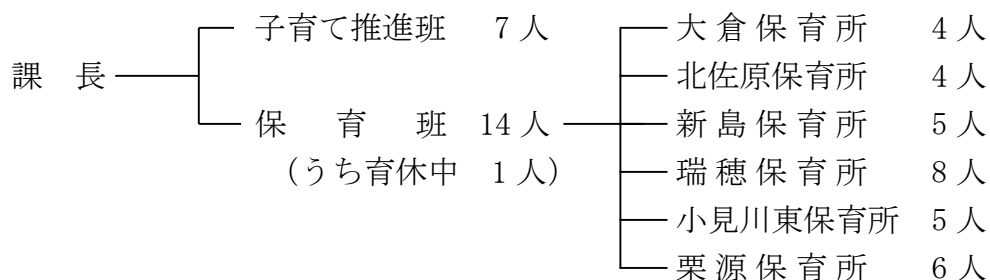 子育て推進班 7人 大倉保育所 4人
課長 北佐原保育所 4人
保育班 14人 新島保育所 5人
(うち育休中 1人) 瑞穂保育所 8人
小見川東保育所 5人
栗源保育所 6人